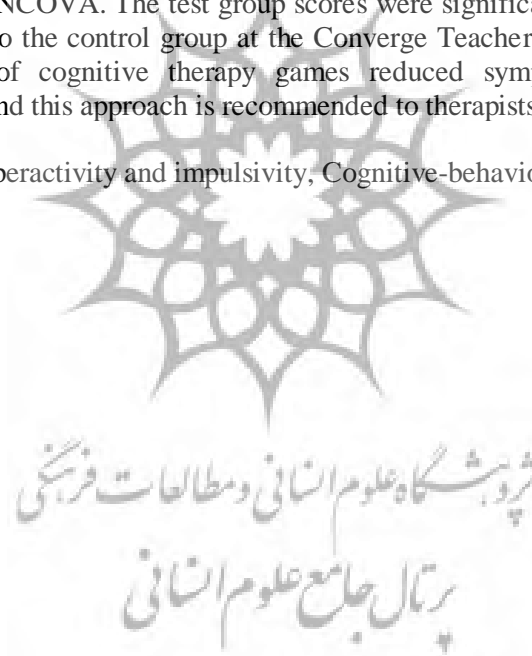 NCOVA. The test group scores were significa
o the control group at the Converge Teacher
of cognitive therapy games reduced sym
nd this approach is recommended to therapists
peractivity and impulsivity, Cognitive-behavio
پژوهشگاه علوم انسانی و مطالعات فرهنگی
پرتال جامع علوم انسانی